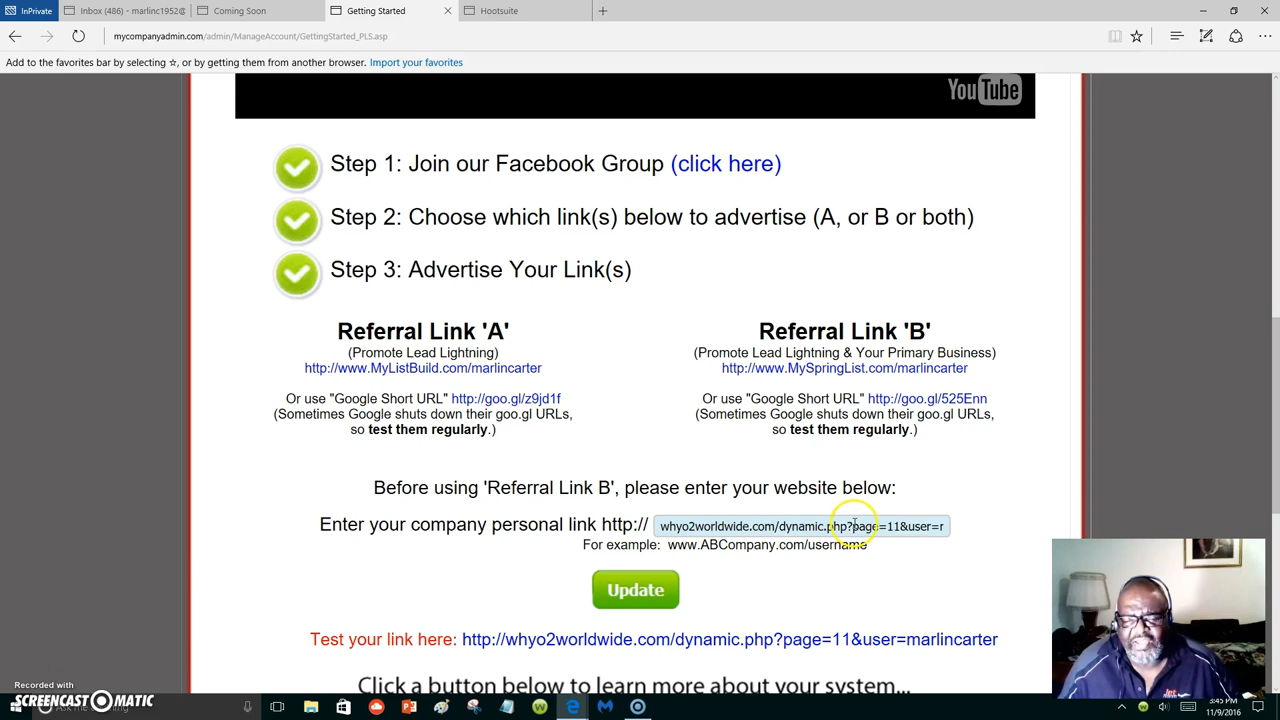 InPrivate
Inbox (486) - marlinc1952@
Coming Soon
Getting Started
Hootsuite
mycompanyadmin.com/admin/ManageAccount/GettingStarted_PLS.asp
Add to the favorites bar by selecting ☆, or by getting them from another browser. Import your favorites
YouTube
Step 1: Join our Facebook Group (click here)
Step 2: Choose which link(s) below to advertise (A, or B or both)
Step 3: Advertise Your Link(s)
Referral Link 'A'
(Promote Lead Lightning)
http://www.MyListBuild.com/marlincarter
Or use "Google Short URL" http://goo.gl/z9jd1f
(Sometimes Google shuts down their goo.gl URLs,
so test them regularly.)
Referral Link 'B'
(Promote Lead Lightning & Your Primary Business)
http://www.MySpringList.com/marlincarter
Or use "Google Short URL" http://goo.gl/525Enn
(Sometimes Google shuts down their goo.gl URLs,
so test them regularly.)
Before using 'Referral Link B', please enter your website below:
Enter your company personal link http:// whyo2worldwide.com/dynamic.php?page=11&user=r
For example: www.ABCompany.com/username
Update
Test your link here: http://whyo2worldwide.com/dynamic.php?page=11&user=marlincarter
Click a button below to learn more about your system...
Recorded with
SCREENCAST-O-MATIC
3:45 PM
11/9/2016